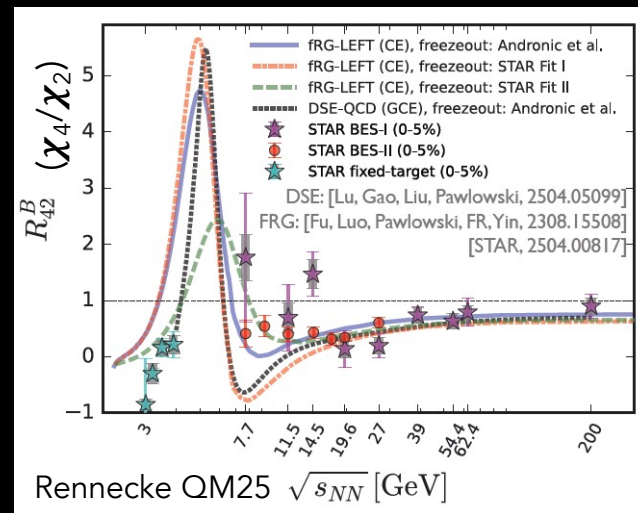 fRG-LEFT (CE), freezeout: Andronic et al.
fRG-LEFT (CE), freezeout: STAR Fit I
fRG-LEFT (CE), freezeout: STAR Fit II
DSE-QCD (GCE), freezeout: Andronic et al.
STAR BES-I (0-5%)
STAR BES-II (0-5%)
STAR fixed-target (0-5%)
DSE: [Lu, Gao, Liu, Pawlowski, 2504.05099]
FRG: [Fu, Luo, Pawlowski, FR,Yin, 2308.15508]
[STAR, 2504.00817]
R^B_42 (χ4/χ2)
5
4
3
2
1
0
−1
3
7.7
11.5
14.5
19.6
27
39
54.4
62.4
200
Rennecke QM25 √s_NN [GeV]